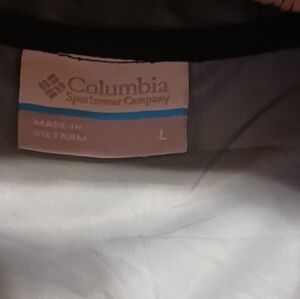 Columbia
Sportswear Company
MADE IN
VIETNAM
L